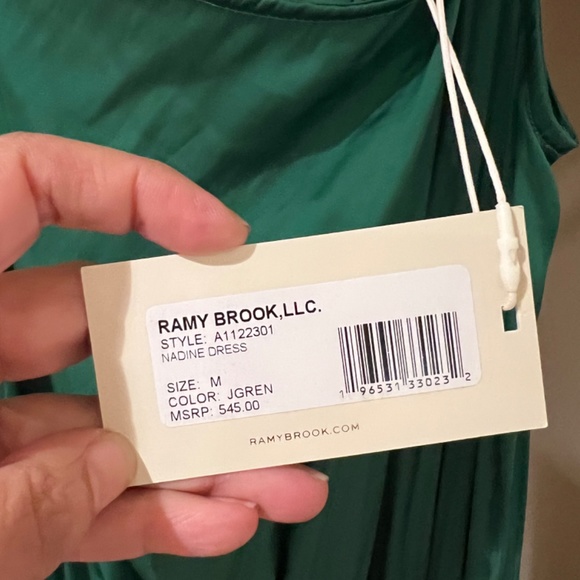 RAMY BROOK,LLC.
STYLE: A1122301
NADINE DRESS
SIZE: M
COLOR: JGREN
MSRP: 545.00
1 96531 33023 2
RAMYBROOK.COM